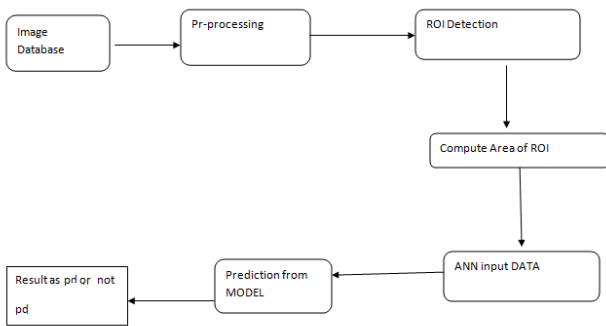 Image
Database
Pr-processing
ROI Detection
Compute Area of ROI
ANN input DATA
Prediction from
MODEL
Result as pd or not
pd